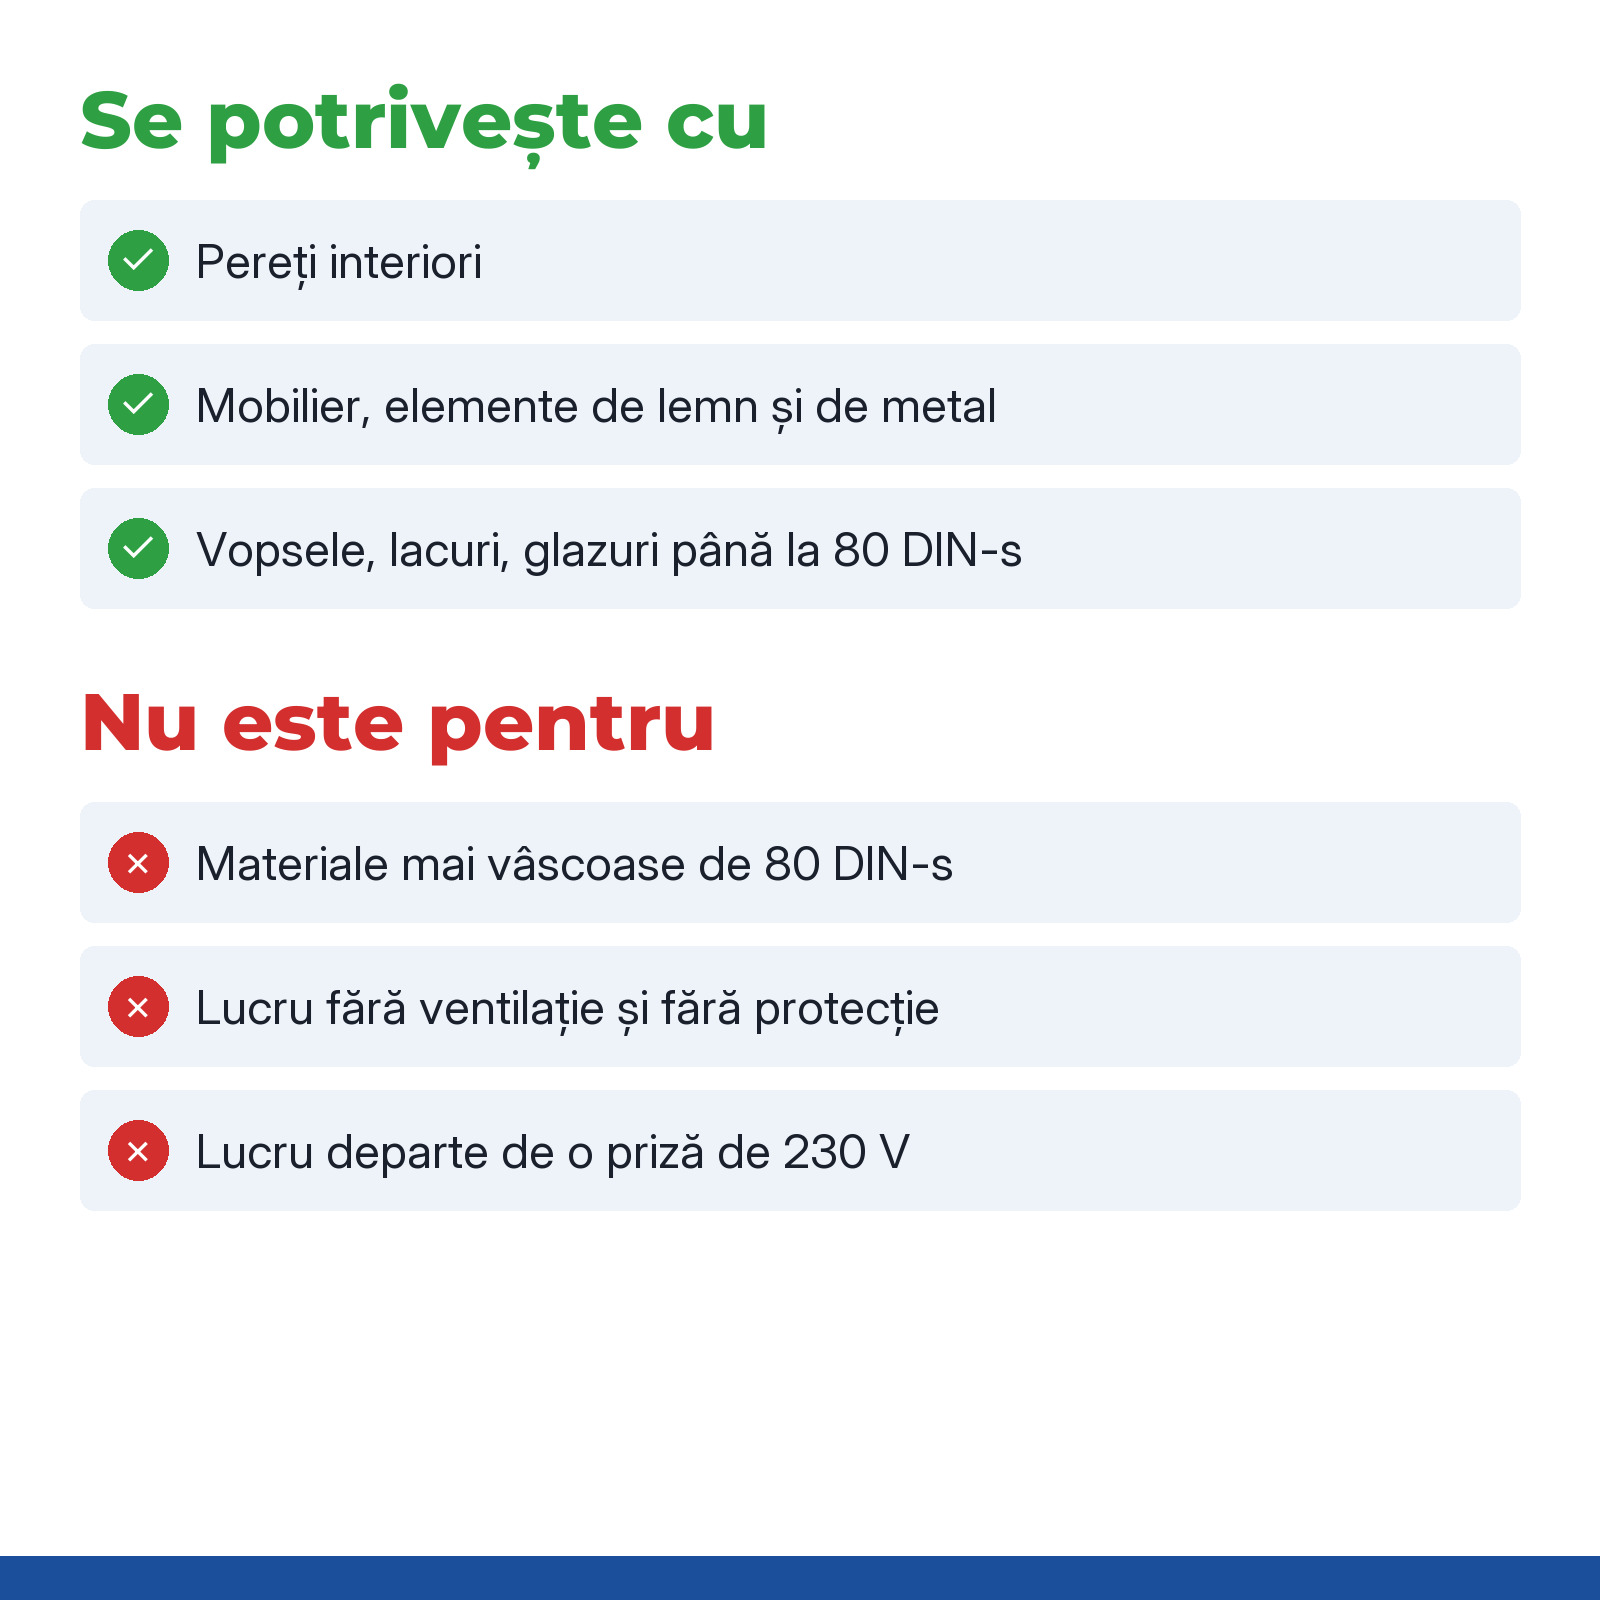 Se potrivește cu
Pereți interiori
Mobilier, elemente de lemn și de metal
Vopsele, lacuri, glazuri până la 80 DIN-s
Nu este pentru
Materiale mai vâscoase de 80 DIN-s
Lucru fără ventilație și fără protecție
Lucru departe de o priză de 230 V